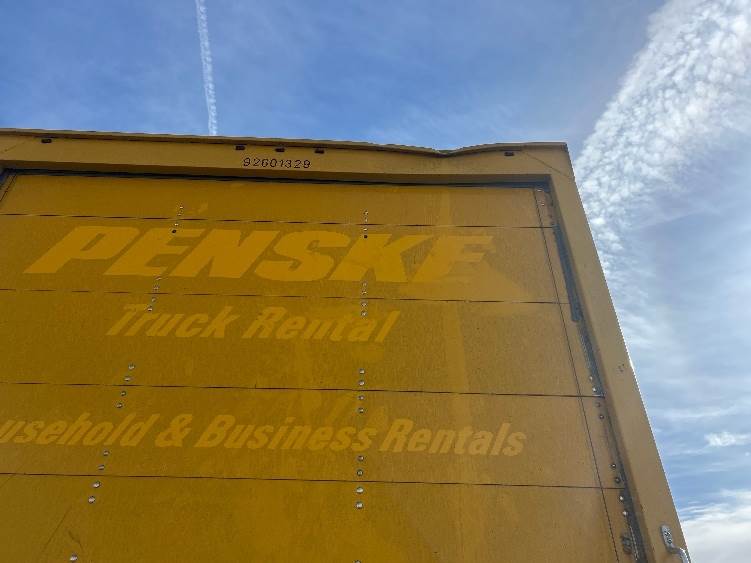 92601329
PENSKE
Truck Rental
usehold & Business Rentals